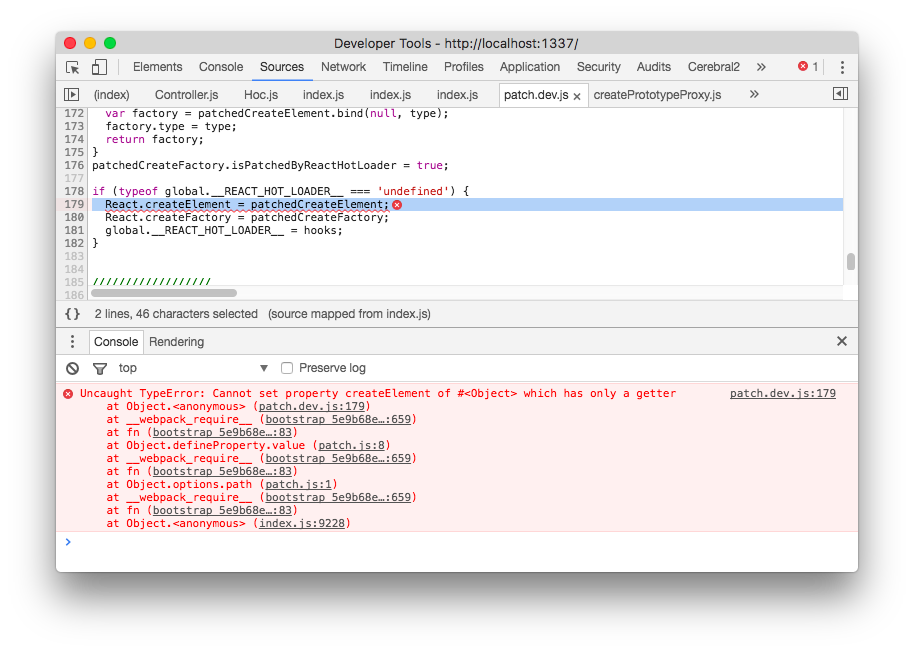 Developer Tools - http://localhost:1337/
Elements Console Sources Network Timeline Profiles Application Security Audits Cerebral2 » 1
(index) Controller.js Hoc.js index.js index.js index.js patch.dev.js × createPrototypeProxy.js »
172 var factory = patchedCreateElement.bind(null, type);
173 factory.type = type;
174 return factory;
175 }
176 patchedCreateFactory.isPatchedByReactHotLoader = true;
177
178 if (typeof global.__REACT_HOT_LOADER__ === 'undefined') {
179 React.createElement = patchedCreateElement;
180 React.createFactory = patchedCreateFactory;
181 global.__REACT_HOT_LOADER__ = hooks;
182 }
183
184
185 //////////////////
186
{} 2 lines, 46 characters selected (source mapped from index.js)
Console Rendering
top ▼ Preserve log
Uncaught TypeError: Cannot set property createElement of #<Object> which has only a getter patch.dev.js:179
at Object.<anonymous> (patch.dev.js:179)
at __webpack_require__ (bootstrap 5e9b68e…:659)
at fn (bootstrap 5e9b68e…:83)
at Object.defineProperty.value (patch.js:8)
at __webpack_require__ (bootstrap 5e9b68e…:659)
at fn (bootstrap 5e9b68e…:83)
at Object.options.path (patch.js:1)
at __webpack_require__ (bootstrap 5e9b68e…:659)
at fn (bootstrap 5e9b68e…:83)
at Object.<anonymous> (index.js:9228)
>